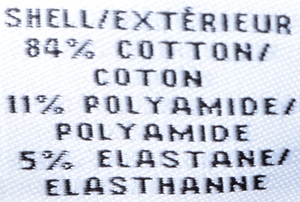 SHELL/EXTÉRIEUR
84% COTTON/
COTON
11% POLYAMIDE/
POLYAMIDE
5% ELASTANE/
ELASTHANNE